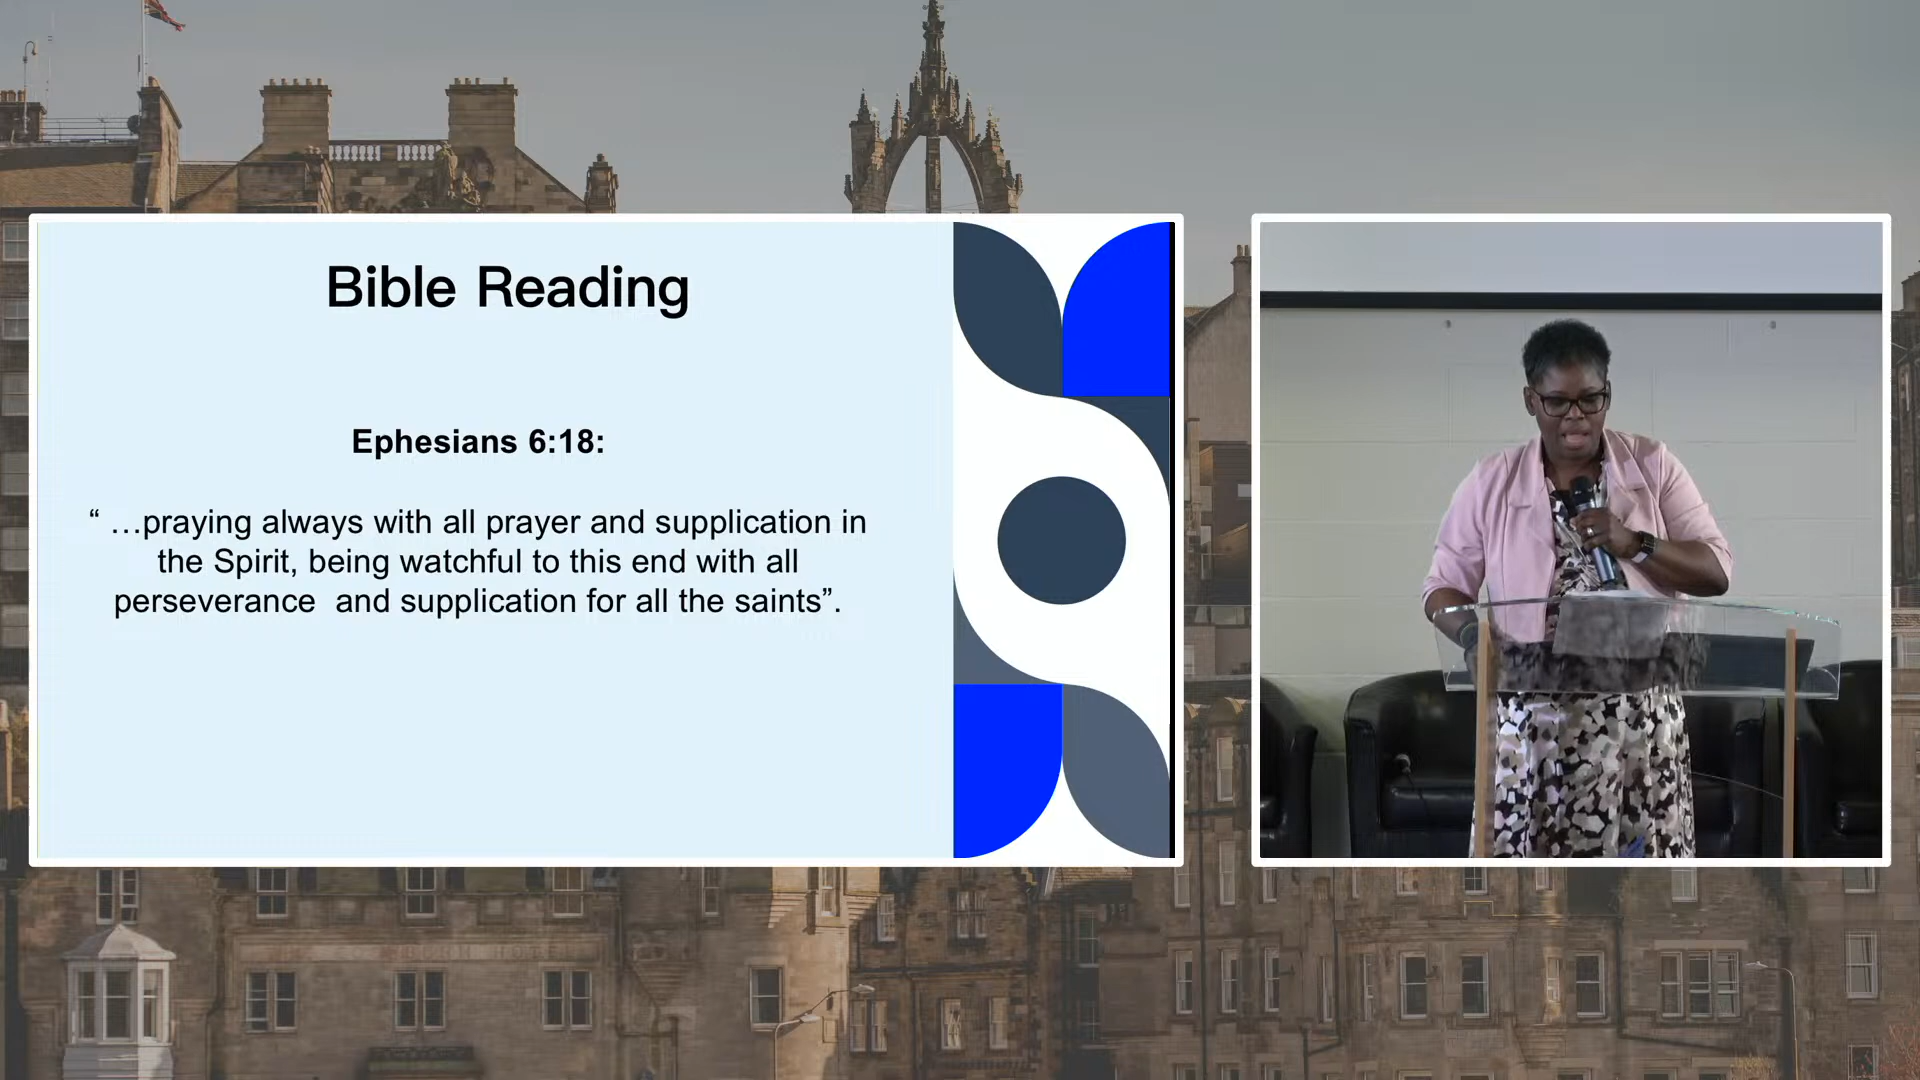 Bible Reading
Ephesians 6:18:
“ …praying always with all prayer and supplication in
the Spirit, being watchful to this end with all
perseverance  and supplication for all the saints”.